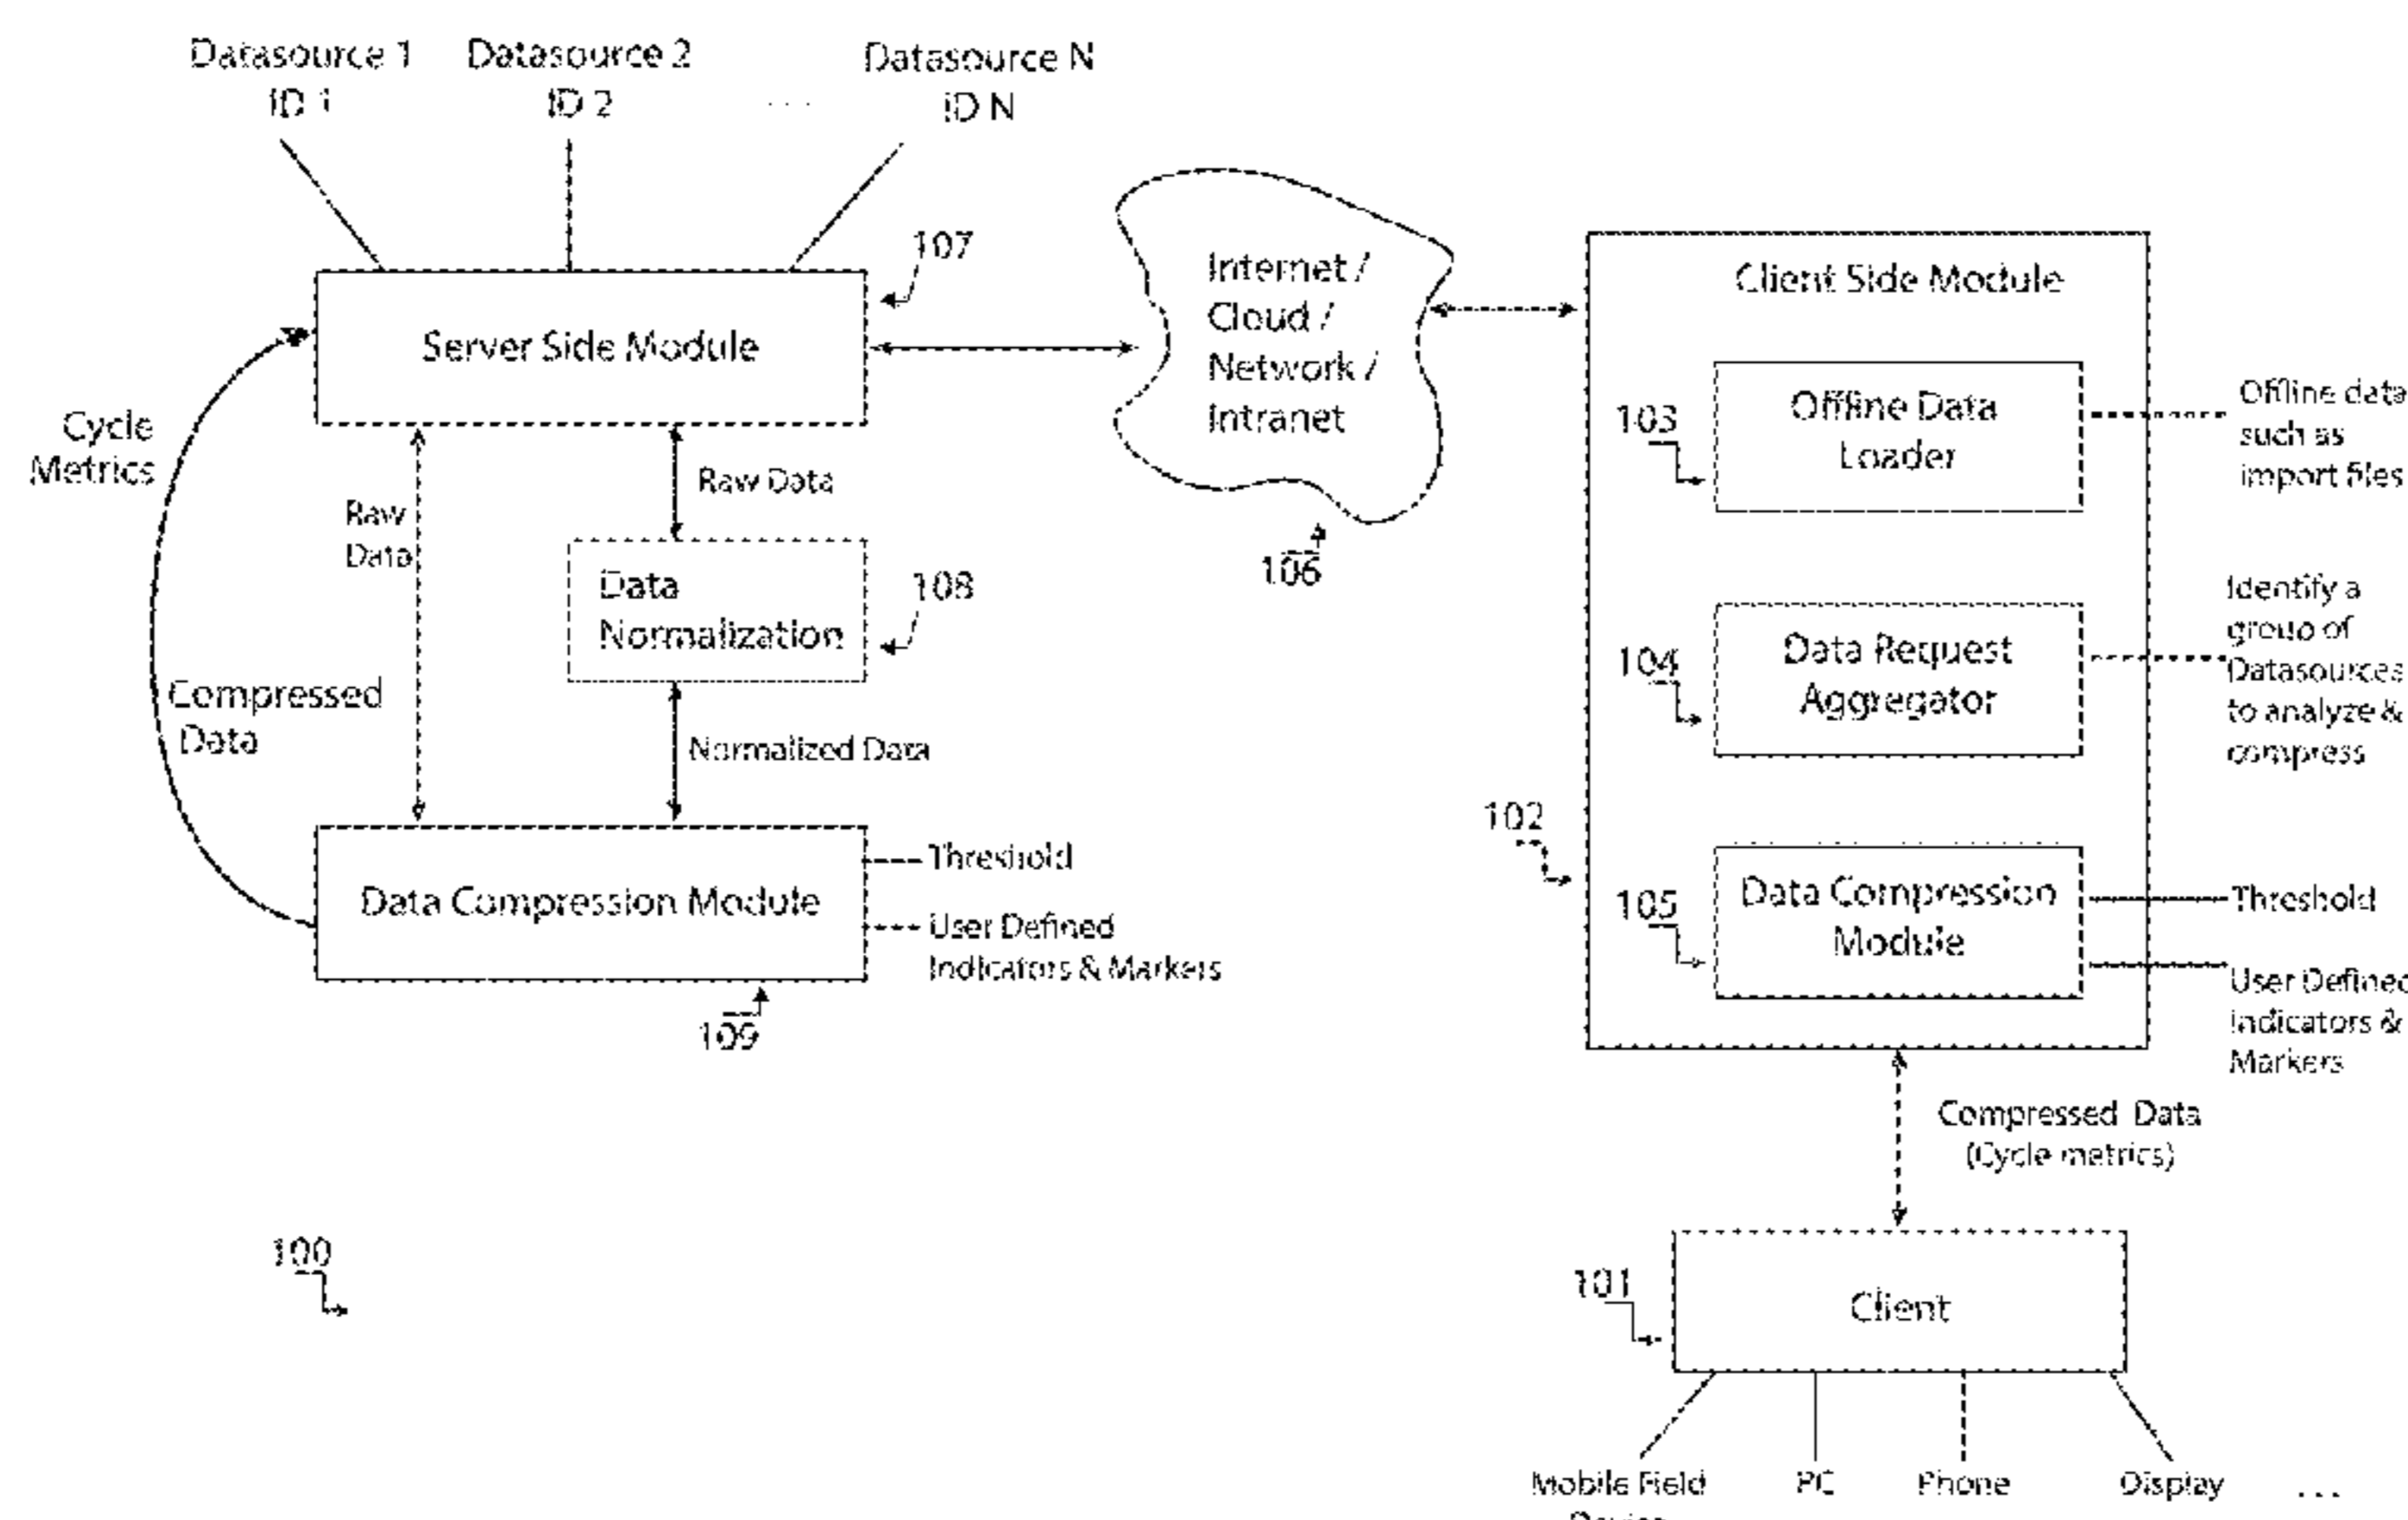 Datasource 1
ID 1
Datasource 2
ID 2
...
Datasource N
ID N
107
Server Side Module
Cycle
Metrics
Raw
Data
Raw Data
Data
Normalization
108
Compressed
Data
Normalized Data
Data Compression Module
Threshold
User Defined
Indicators & Markers
109
Internet /
Cloud /
Network /
Intranet
106
Client Side Module
103
Offline Data
Loader
Offline data
such as
import files
104
Data Request
Aggregator
Identify a
group of
Datasources
to analyze &
compress
102
105
Data Compression
Module
Threshold
User Defined
Indicators &
Markers
Compressed Data
(Cycle metrics)
100
101
Client
Mobile Field
Device
PC
Phone
Display
...